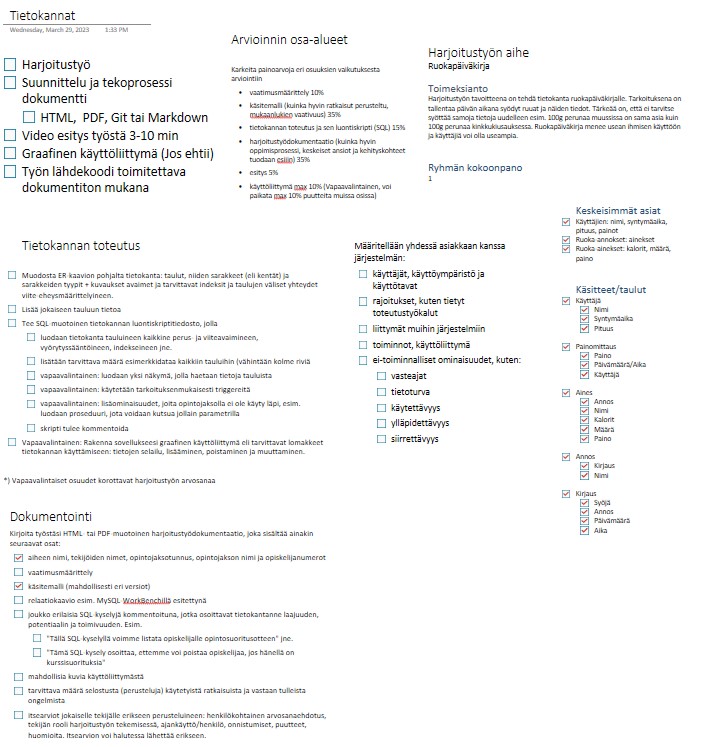 Tietokannat
Wednesday, March 29, 2023 1:33 PM
Harjoitustyö
Suunnittelu ja tekoprosessi
dokumentti
HTML, PDF, Git tai Markdown
Video esitys työstä 3-10 min
Graafinen käyttöliittymä (Jos ehtii)
Työn lähdekoodi toimitettava
dokumentiton mukana
Arvioinnin osa-alueet
Karkeita painoarvoja eri osuuksien vaikutuksesta
arviointiin
• vaatimusmäärittely 10%
• käsitemalli (kuinka hyvin ratkaisut perusteltu,
mukaanlukien vaativuus) 35%
• tietokannan toteutus ja sen luontiskripti (SQL) 15%
• harjoitustyödokumentaatio (kuinka hyvin
oppimisprosessi, keskeiset ansiot ja kehityskohteet
tuodaan esiin) 35%
• esitys 5%
• käyttöliittymä max 10% (Vapaavalintainen, voi
paikata max 10% puutteita muissa osissa)
Harjoitustyön aihe
Ruokapäiväkirja
Toimeksianto
Harjoitustyön tavoitteena on tehdä tietokanta ruokapäiväkirjalle. Tarkoituksena on
tallentaa päivän aikana syödyt ruuat ja näiden tiedot. Tärkeää on, että ei tarvitse
syöttää samoja tietoja uudelleen esim. 100g perunaa muussissa on sama asia kuin
100g perunaa kinkkukiusauksessa. Ruokapäiväkirja menee usean ihmisen käyttöön
ja käyttäjiä voi olla useampia.
Ryhmän kokoonpano
1
Keskeisimmät asiat
Käyttäjien: nimi, syntymäaika,
pituus, painot
Ruoka-annokset: ainekset
Ruoka-ainekset: kalorit, määrä,
paino
Käsitteet/taulut
Käyttäjä
Nimi
Syntymäaika
Pituus
Painomittaus
Paino
Päivämäärä/Aika
Käyttäjä
Aines
Annos
Nimi
Kalorit
Määrä
Paino
Annos
Kirjaus
Nimi
Kirjaus
Syöjä
Annos
Päivämäärä
Aika
Tietokannan toteutus
Muodosta ER-kaavion pohjalta tietokanta: taulut, niiden sarakkeet (eli kentät) ja
sarakkeiden tyypit + kuvaukset avaimet ja tarvittavat indeksit ja taulujen väliset yhteydet
viite-eheysmäärittelyineen.
Lisää jokaiseen tauluun tietoa
Tee SQL-muotoinen tietokannan luontiskriptitiedosto, jolla
luodaan tietokanta tauluineen kaikkine perus- ja viiteavaimineen,
vyörytyssääntöineen, indekseineen jne.
lisätään tarvittava määrä esimerkkidataa kaikkiin tauluihin (vähintään kolme riviä
vapaavalintainen: luodaan yksi näkymä, jolla haetaan tietoja tauluista
vapaavalintainen: käytetään tarkoituksenmukaisesti triggereitä
vapaavalintainen: lisäominaisuudet, joita opintojaksolla ei ole käyty läpi, esim.
luodaan proseduuri, jota voidaan kutsua jollain parametrilla
skripti tulee kommentoida
Vapaavalintainen: Rakenna sovellukseesi graafinen käyttöliittymä eli tarvittavat lomakkeet
tietokannan käyttämiseen: tietojen selailu, lisääminen, poistaminen ja muuttaminen.
*) Vapaavalintaiset osuudet korottavat harjoitustyön arvosanaa
Määritellään yhdessä asiakkaan kanssa
järjestelmän:
käyttäjät, käyttöympäristö ja
käyttötavat
rajoitukset, kuten tietyt
toteutustyökalut
liittymät muihin järjestelmiin
toiminnot, käyttöliittymä
ei-toiminnalliset ominaisuudet, kuten:
vasteajat
tietoturva
käytettävyys
ylläpidettävyys
siirrettävyys
Dokumentointi
Kirjoita työstäsi HTML- tai PDF-muotoinen harjoitustyödokumentaatio, joka sisältää ainakin
seuraavat osat:
aiheen nimi, tekijöiden nimet, opintojaksotunnus, opintojakson nimi ja opiskelijanumerot
vaatimusmäärittely
käsitemalli (mahdollisesti eri versiot)
relaatiokaavio esim. MySQL WorkBenchillä esitettynä
joukko erilaisia SQL-kyselyjä kommentoituna, jotka osoittavat tietokantanne laajuuden,
potentiaalin ja toimivuuden. Esim.
"Tällä SQL-kyselyllä voimme listata opiskelijalle opintosuoritusotteen" jne.
"Tämä SQL-kysely osoittaa, ettemme voi poistaa opiskelijaa, jos hänellä on
kurssisuorituksia"
mahdollisia kuvia käyttöliittymästä
tarvittava määrä selostusta (perusteluja) käytetyistä ratkaisuista ja vastaan tulleista
ongelmista
itsearviot jokaiselle tekijälle erikseen perusteluineen: henkilökohtainen arvosanaehdotus,
tekijän rooli harjoitustyön tekemisessä, ajankäyttö/henkilö, onnistumiset, puutteet,
huomioita. Itsearvion voi halutessa lähettää erikseen.